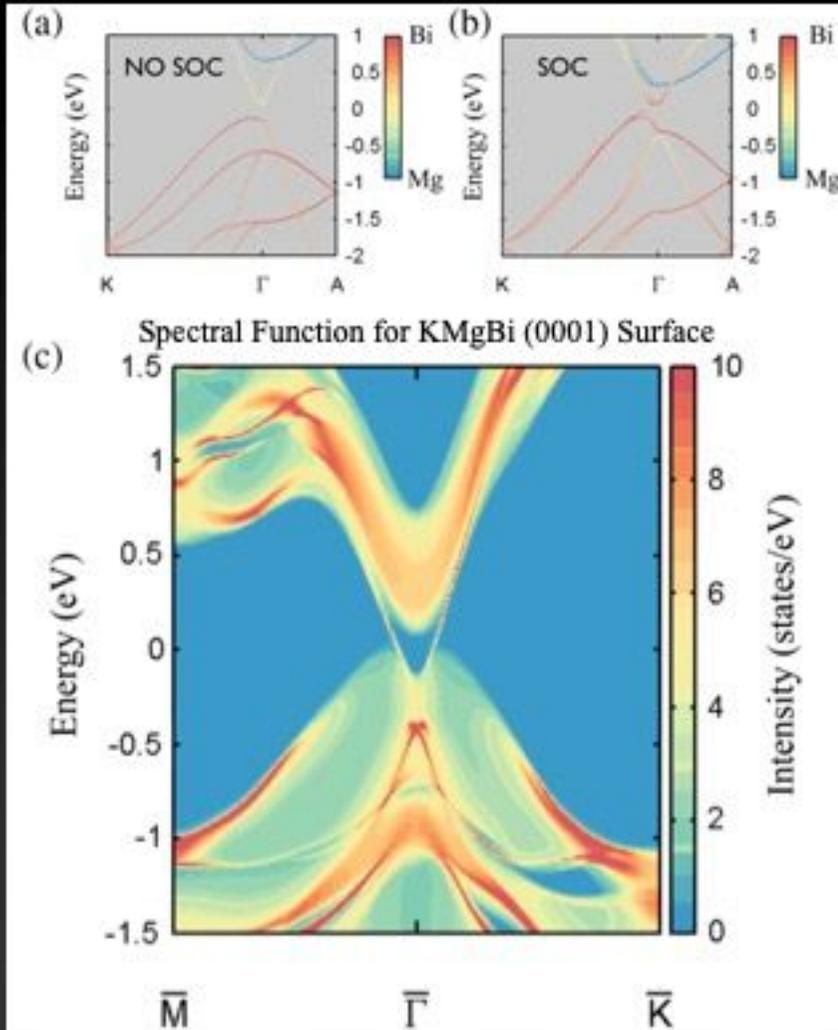 (a)
NO SOC
Energy (eV)
Bi
Mg
1
0.5
0
-0.5
-1
-1.5
-2
K
Γ
A
(b)
SOC
Energy (eV)
Bi
Mg
1
0.5
0
-0.5
-1
-1.5
-2
K
Γ
A
Spectral Function for KMgBi (0001) Surface
(c)
Energy (eV)
1.5
1
0.5
0
-0.5
-1
-1.5
M̅
Γ̅
K̅
10
8
6
4
2
0
Intensity (states/eV)